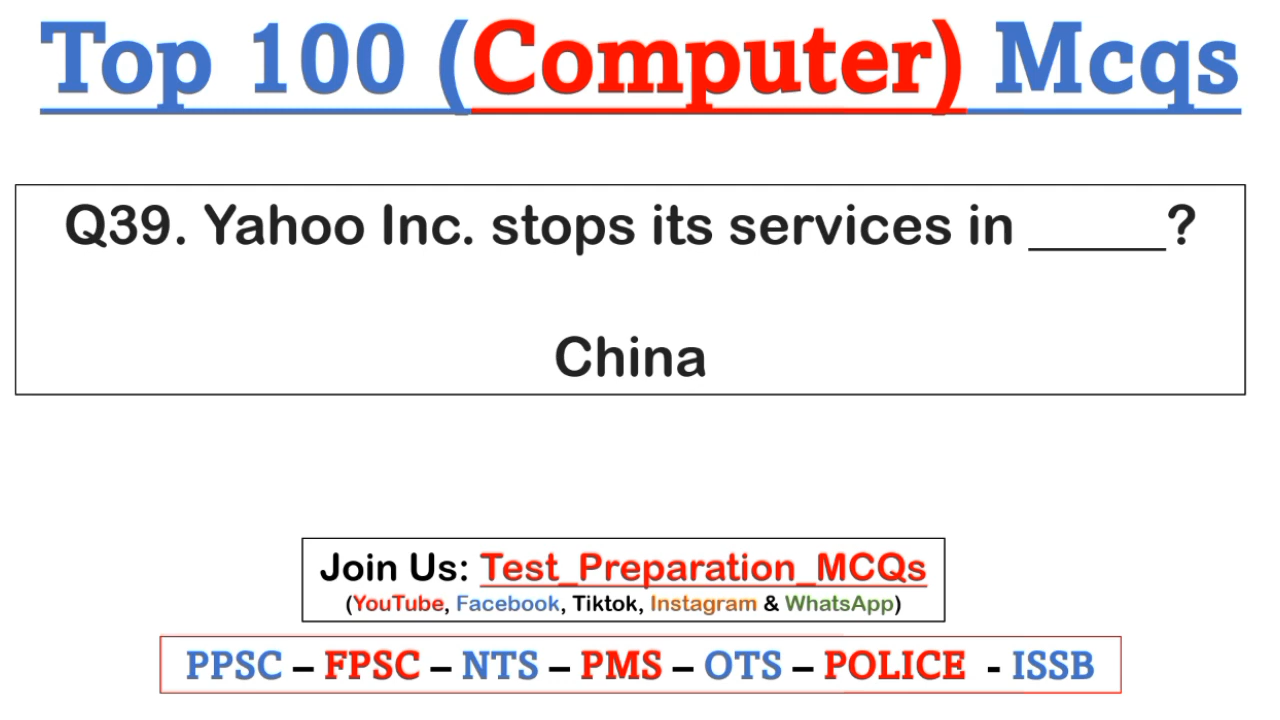 Top 100 (Computer) Mcqs
Q39. Yahoo Inc. stops its services in _____?
China
Join Us: Test_Preparation_MCQs
(YouTube, Facebook, Tiktok, Instagram & WhatsApp)
PPSC – FPSC – NTS – PMS – OTS – POLICE - ISSB